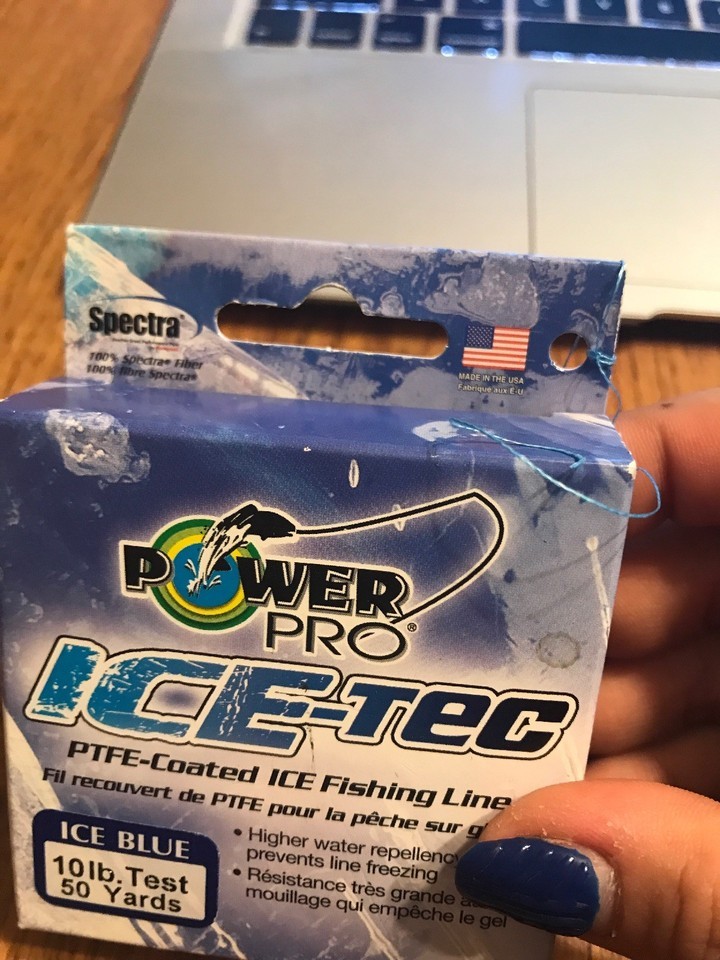 Spectra®
100% Spectra® Fiber
100% fibre Spectra®
MADE IN THE USA
Fabriqué aux É-U
POWER
PRO®
ICE-TEC
PTFE-Coated ICE Fishing Line
Fil recouvert de PTFE pour la pêche sur
ICE BLUE
10lb.Test
50 Yards
• Higher water repellency
prevents line freezing
• Résistance très grande
mouillage qui empêche le gel